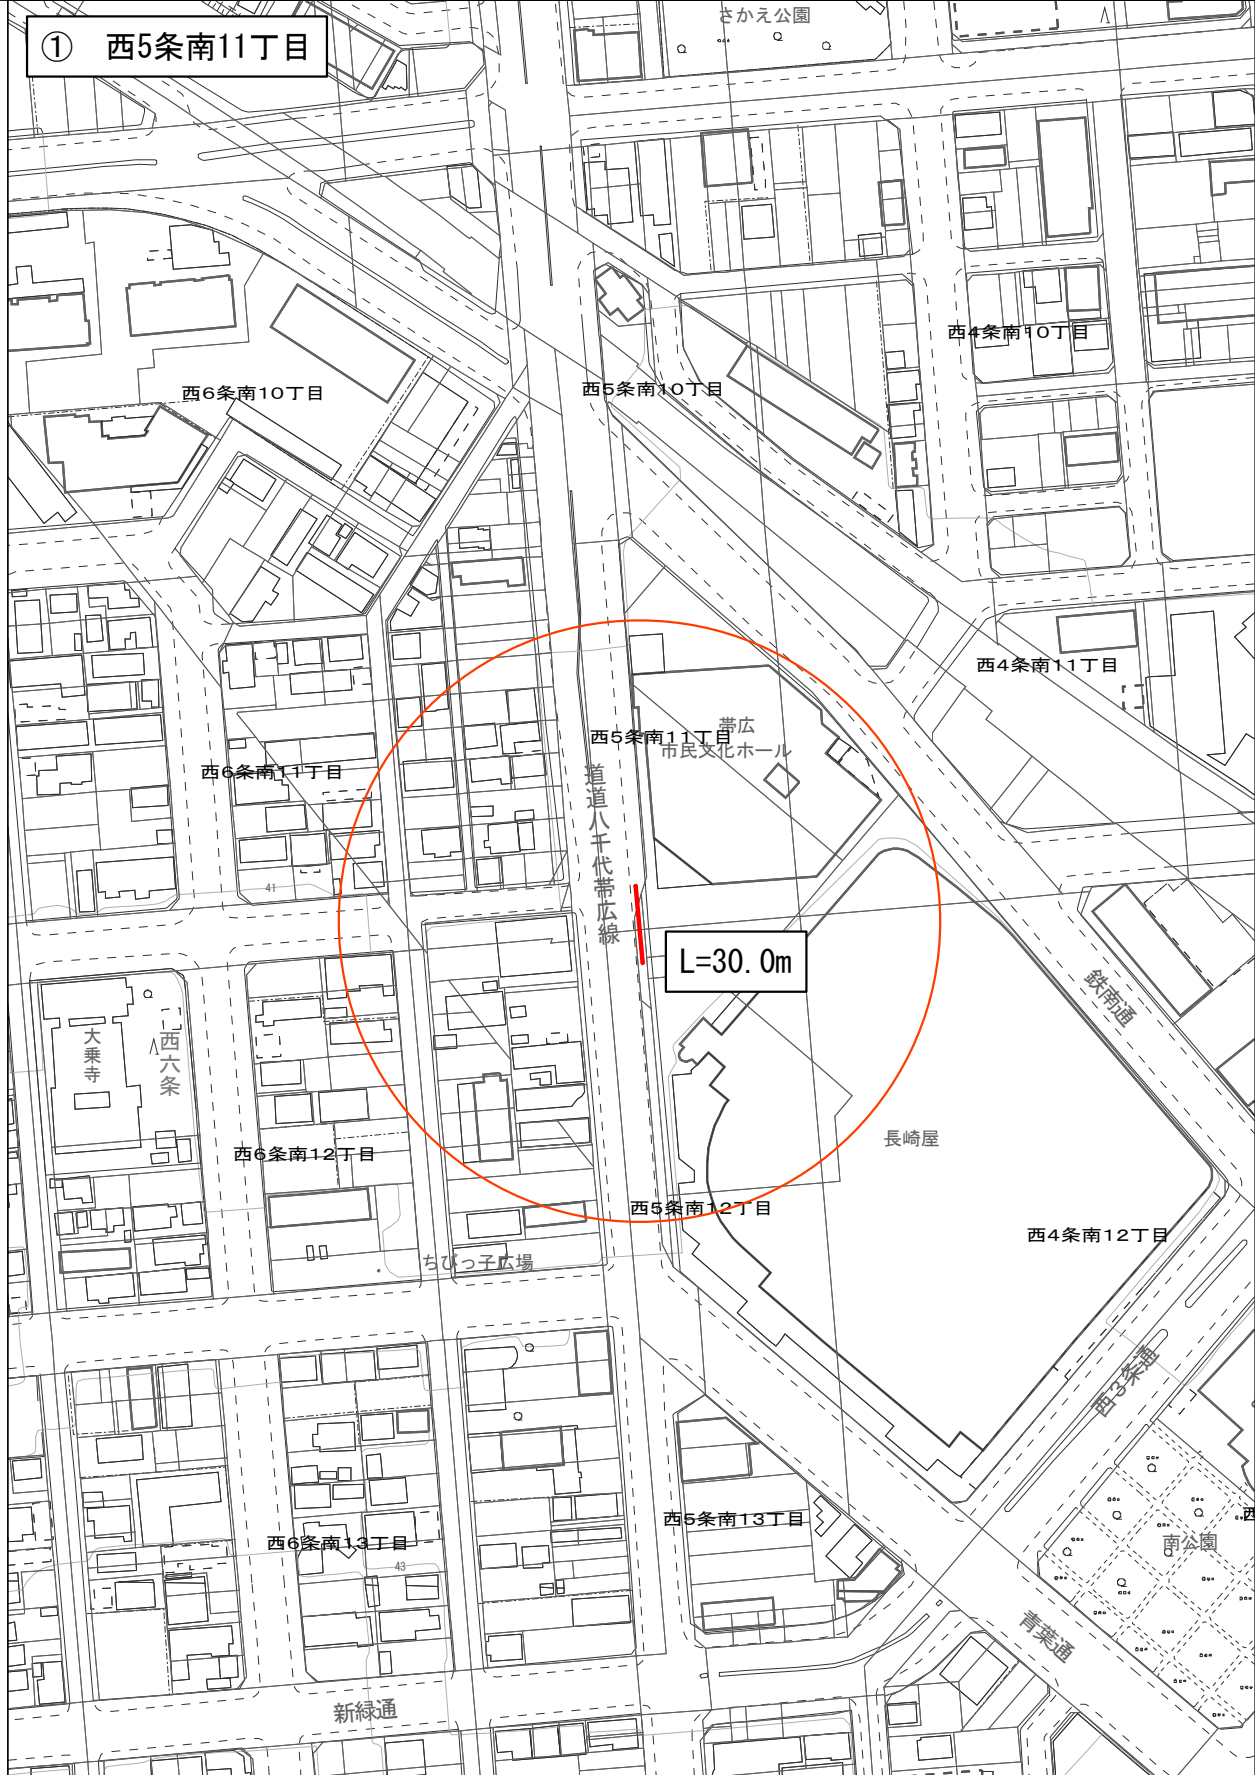 ① 西5条南11丁目
さかえ公園
西4条南10丁目
西5条南10丁目
西6条南10丁目
西4条南11丁目
帯広
市民文化ホール
西5条南11丁目
西6条南11丁目
道道八千代帯広線
41
L=30.0m
鉄南通
大乗寺
西六条
長崎屋
西6条南12丁目
西5条南12丁目
西4条南12丁目
ちびっ子広場
西3条通
西5条南13丁目
西6条南13丁目
43
南公園
西
青葉通
新緑通